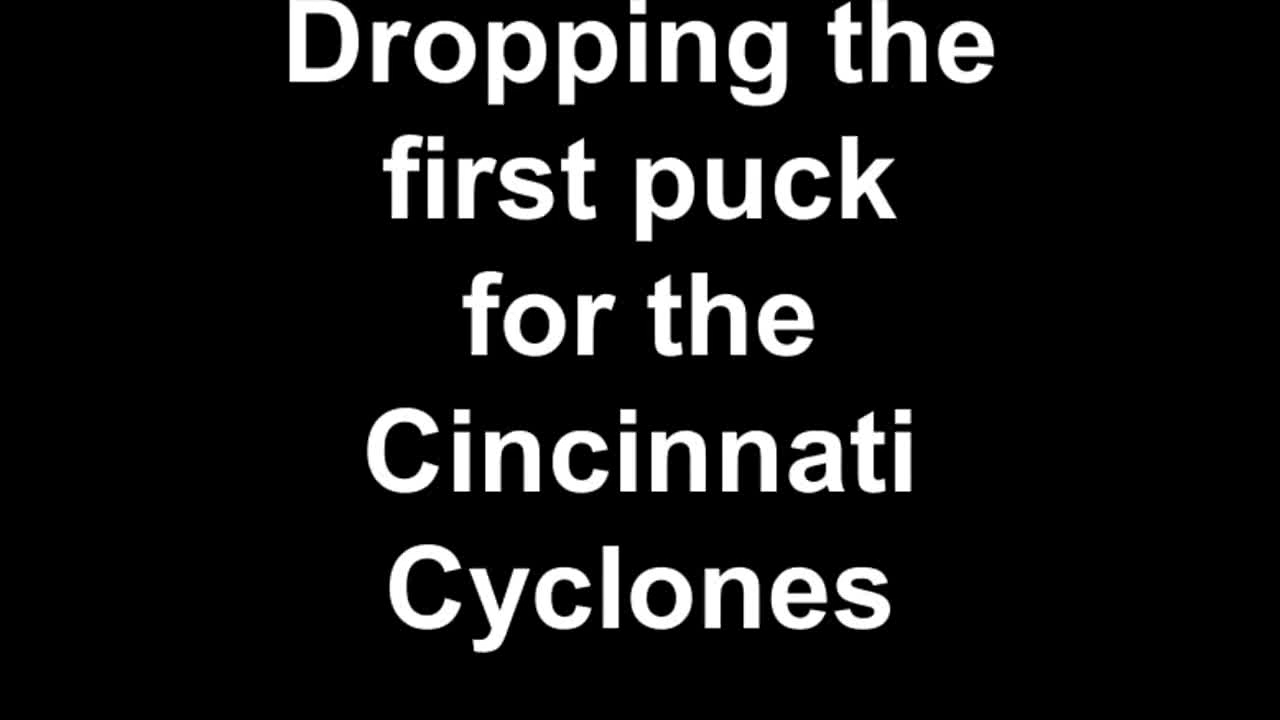 Dropping the
first puck
for the
Cincinnati
Cyclones